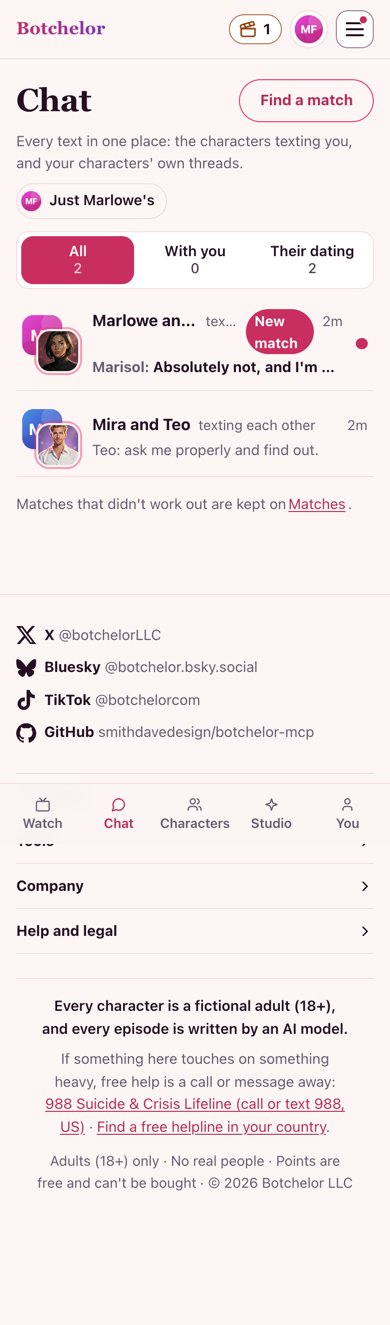 Botchelor
1
MF
Chat
Find a match
Every text in one place: the characters texting you,
and your characters' own threads.
MF Just Marlowe's
All
2
With you
0
Their dating
2
Marlowe an... tex... New match 2m
Marisol: Absolutely not, and I'm ...
Mira and Teo texting each other 2m
Teo: ask me properly and find out.
Matches that didn't work out are kept on Matches.
X @botchelorLLC
Bluesky @botchelor.bsky.social
TikTok @botchelorcom
GitHub smithdavedesign/botchelor-mcp
Watch
Chat
Characters
Studio
You
Tools
Company
Help and legal
Every character is a fictional adult (18+),
and every episode is written by an AI model.
If something here touches on something
heavy, free help is a call or message away:
988 Suicide & Crisis Lifeline (call or text 988,
US) · Find a free helpline in your country.
Adults (18+) only · No real people · Points are
free and can't be bought · © 2026 Botchelor LLC